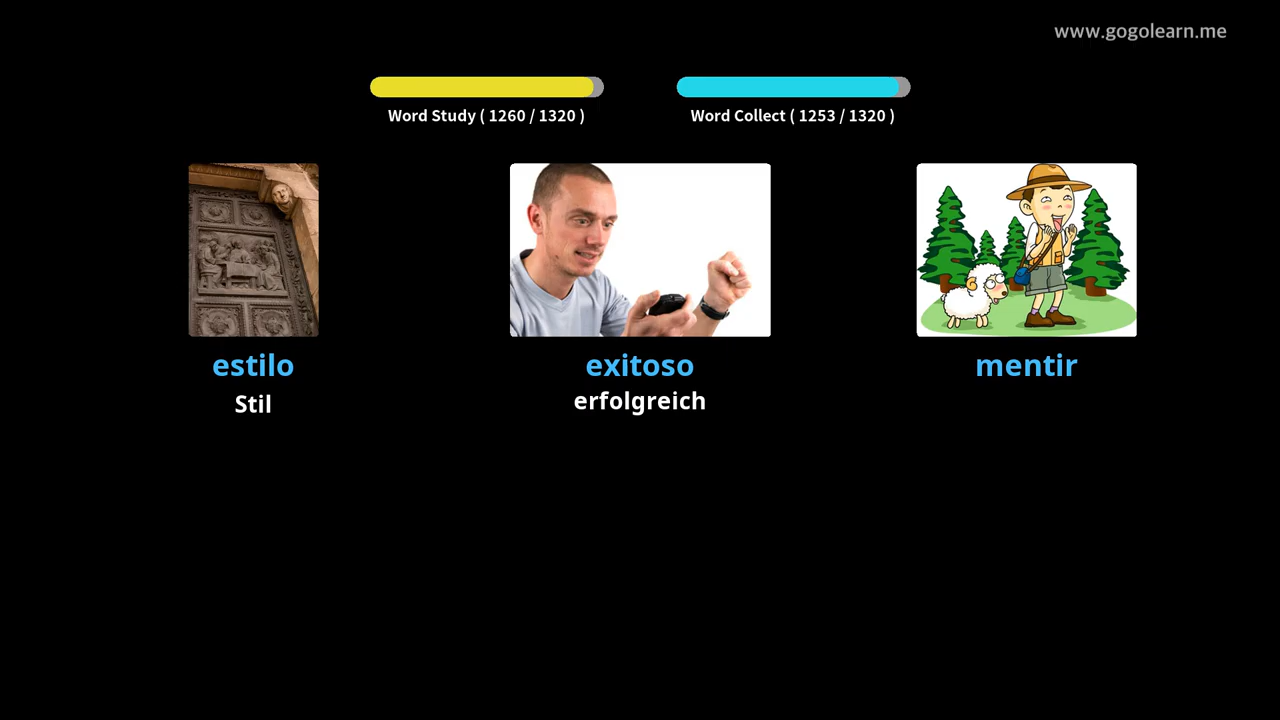 www.gogolearn.me
Word Study ( 1260 / 1320 )
Word Collect ( 1253 / 1320 )
estilo
exitoso
mentir
Stil
erfolgreich